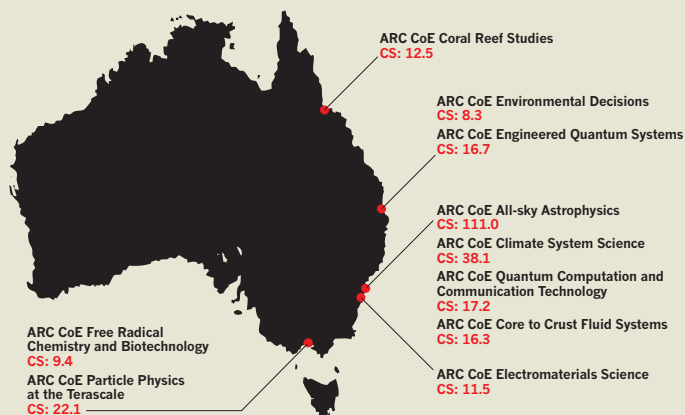 ARC CoE Coral Reef Studies
CS: 12.5
ARC CoE Environmental Decisions
CS: 8.3
ARC CoE Engineered Quantum Systems
CS: 16.7
ARC CoE All-sky Astrophysics
CS: 111.0
ARC CoE Climate System Science
CS: 38.1
ARC CoE Quantum Computation and
Communication Technology
CS: 17.2
ARC CoE Core to Crust Fluid Systems
CS: 16.3
ARC CoE Electromaterials Science
CS: 11.5
ARC CoE Free Radical
Chemistry and Biotechnology
CS: 9.4
ARC CoE Particle Physics
at the Terascale
CS: 22.1